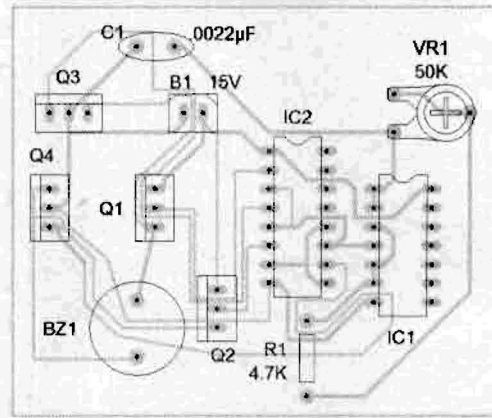 C1 .0022µF
VR1
50K
Q3
B1 15V
IC2
Q4
Q1
BZ1
Q2
R1
4.7K
IC1